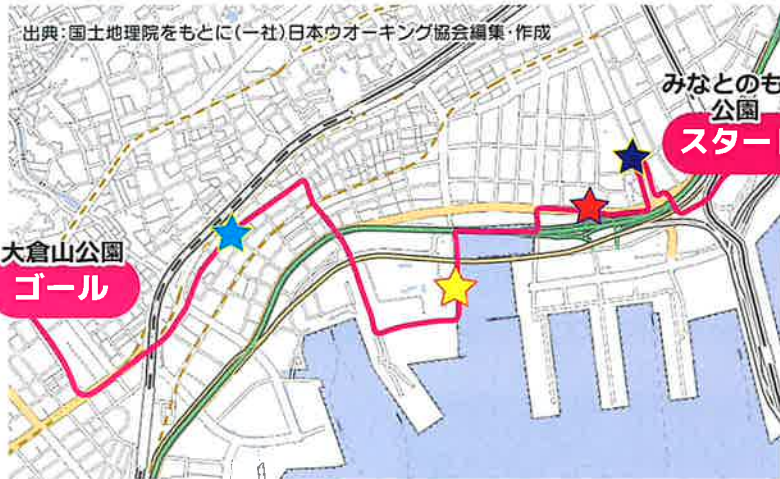 出典:国土地理院をもとに(一社)日本ウオーキング協会編集・作成
みなとのも
公園
スター
大倉山公園
ゴール